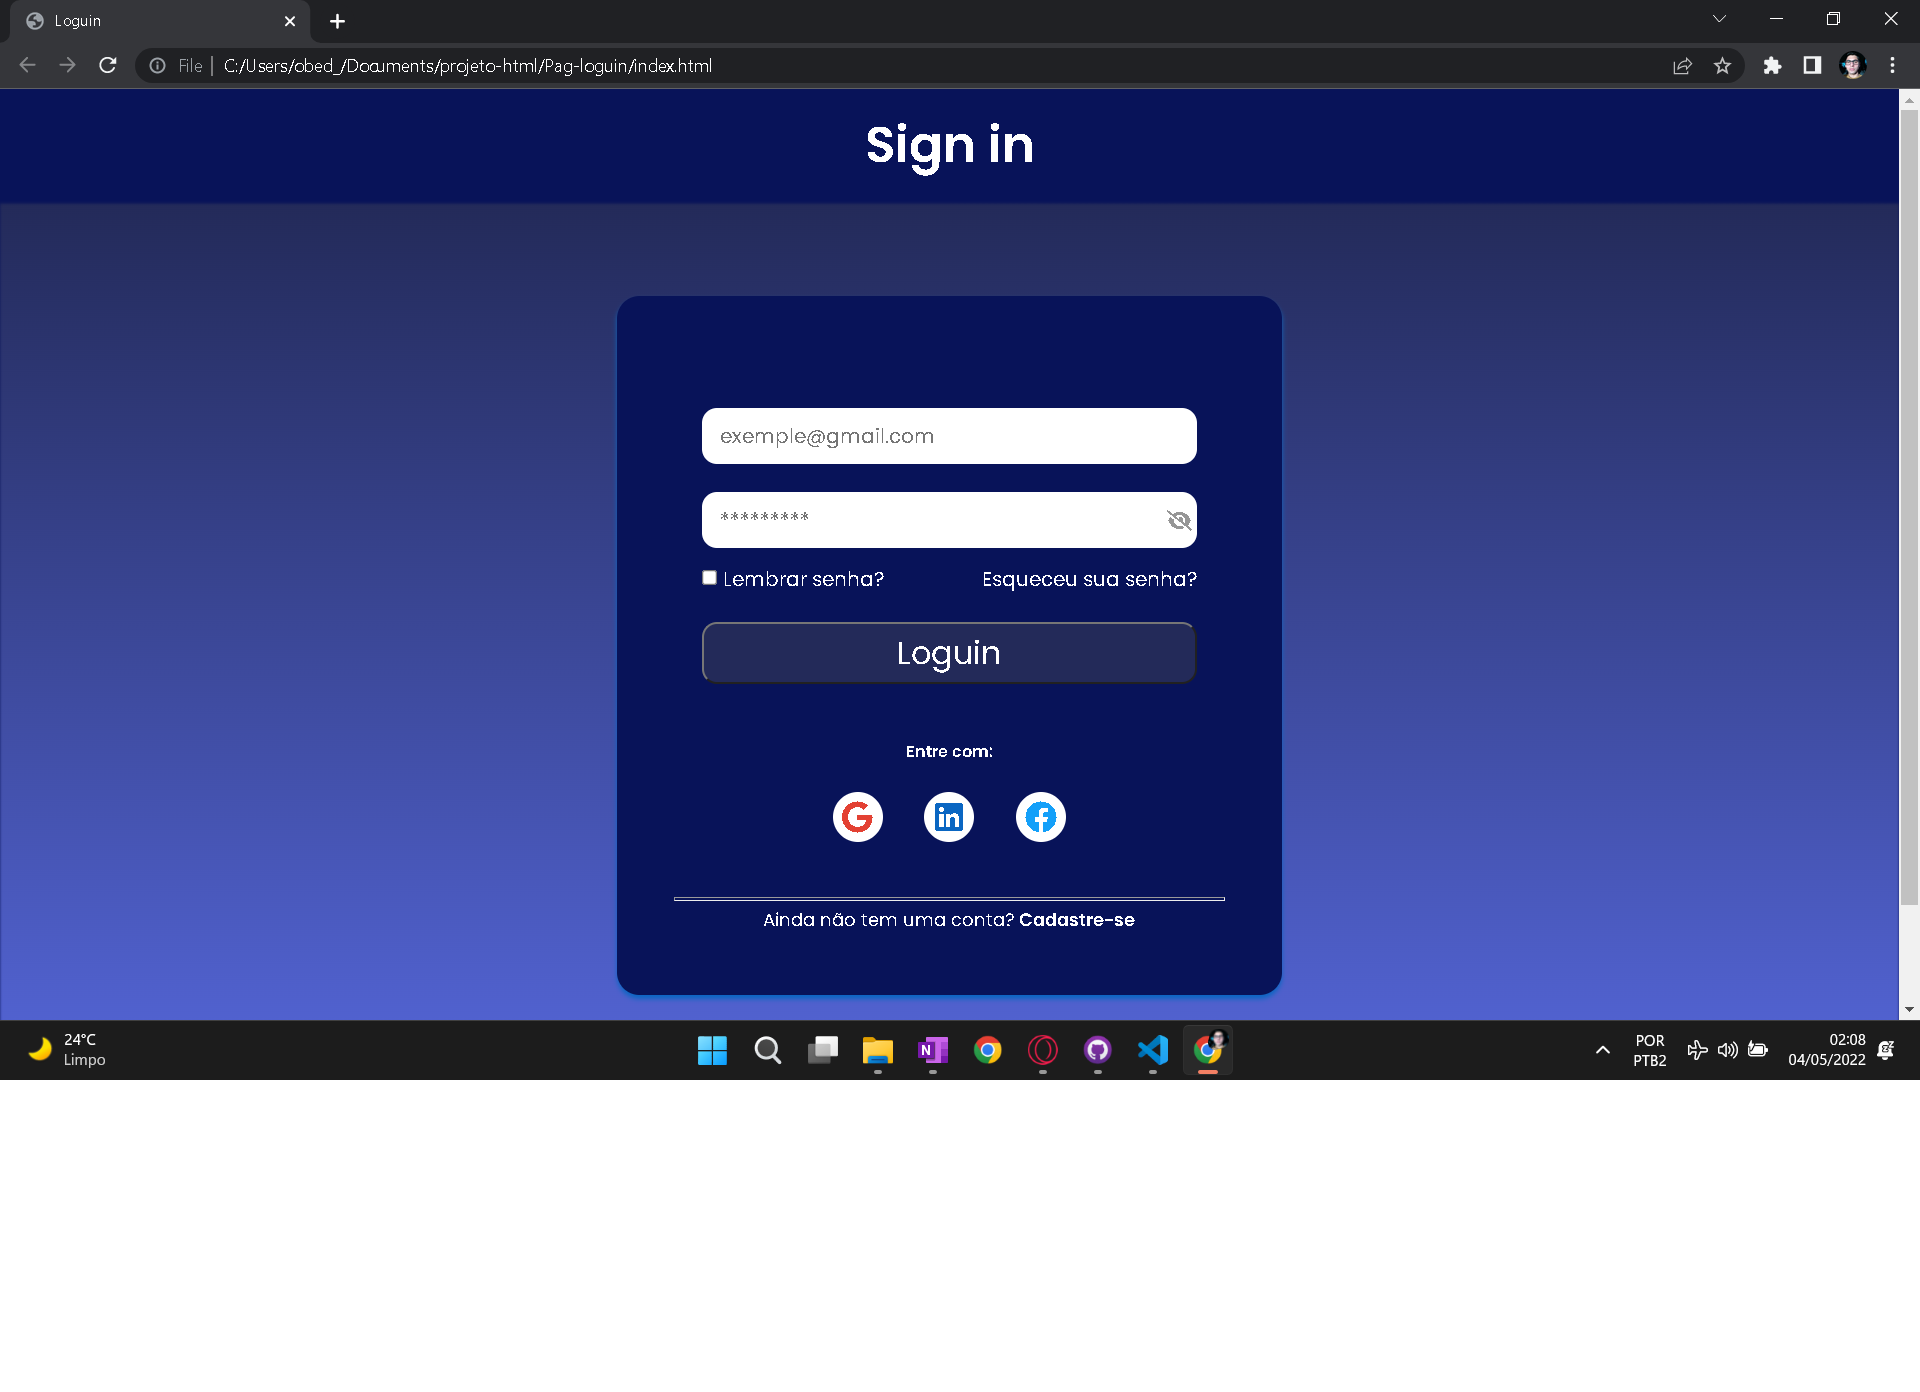 Loguin
File | C:/Users/obed_/Documents/projeto-html/Pag-loguin/index.html
Sign in
exemple@gmail.com
*********
Lembrar senha? Esqueceu sua senha?
Loguin
Entre com:
Ainda não tem uma conta? Cadastre-se
24°C
Limpo
POR
PTB2
02:08
04/05/2022